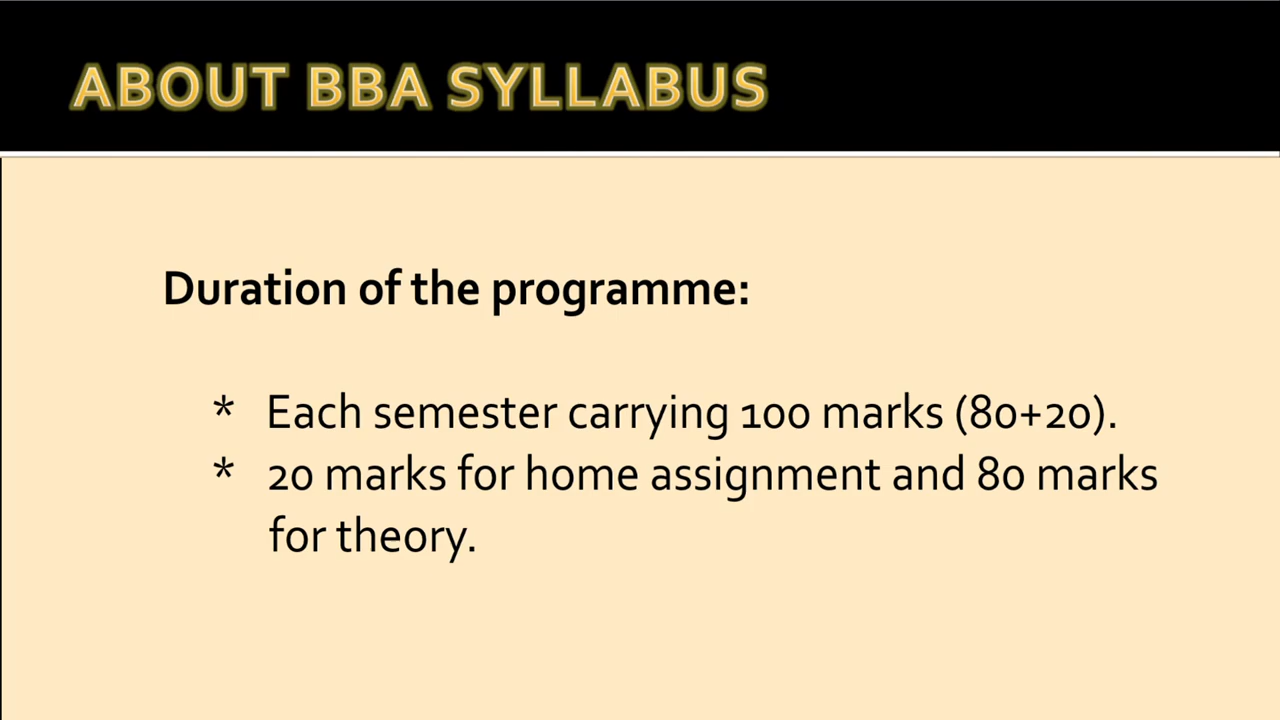 ABOUT BBA SYLLABUS
Duration of the programme:
* Each semester carrying 100 marks (80+20).
* 20 marks for home assignment and 80 marks
for theory.